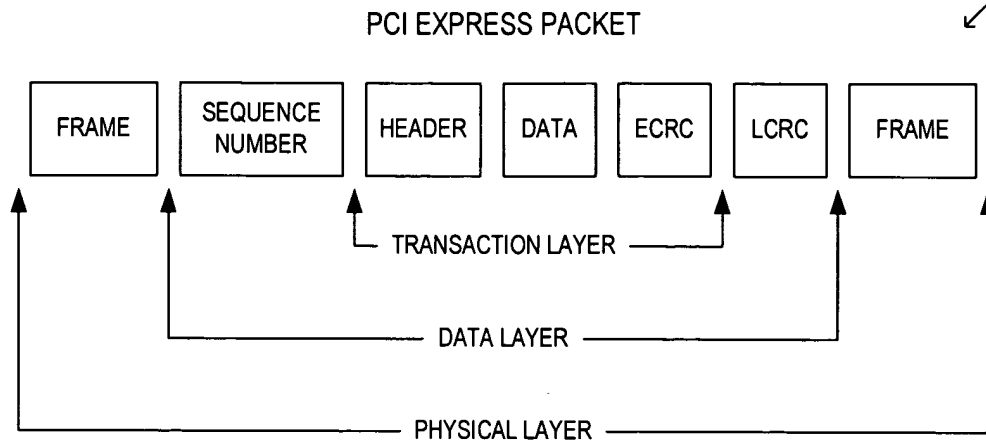 PCI EXPRESS PACKET
FRAME
SEQUENCE
NUMBER
HEADER
DATA
ECRC
LCRC
FRAME
TRANSACTION LAYER
DATA LAYER
PHYSICAL LAYER